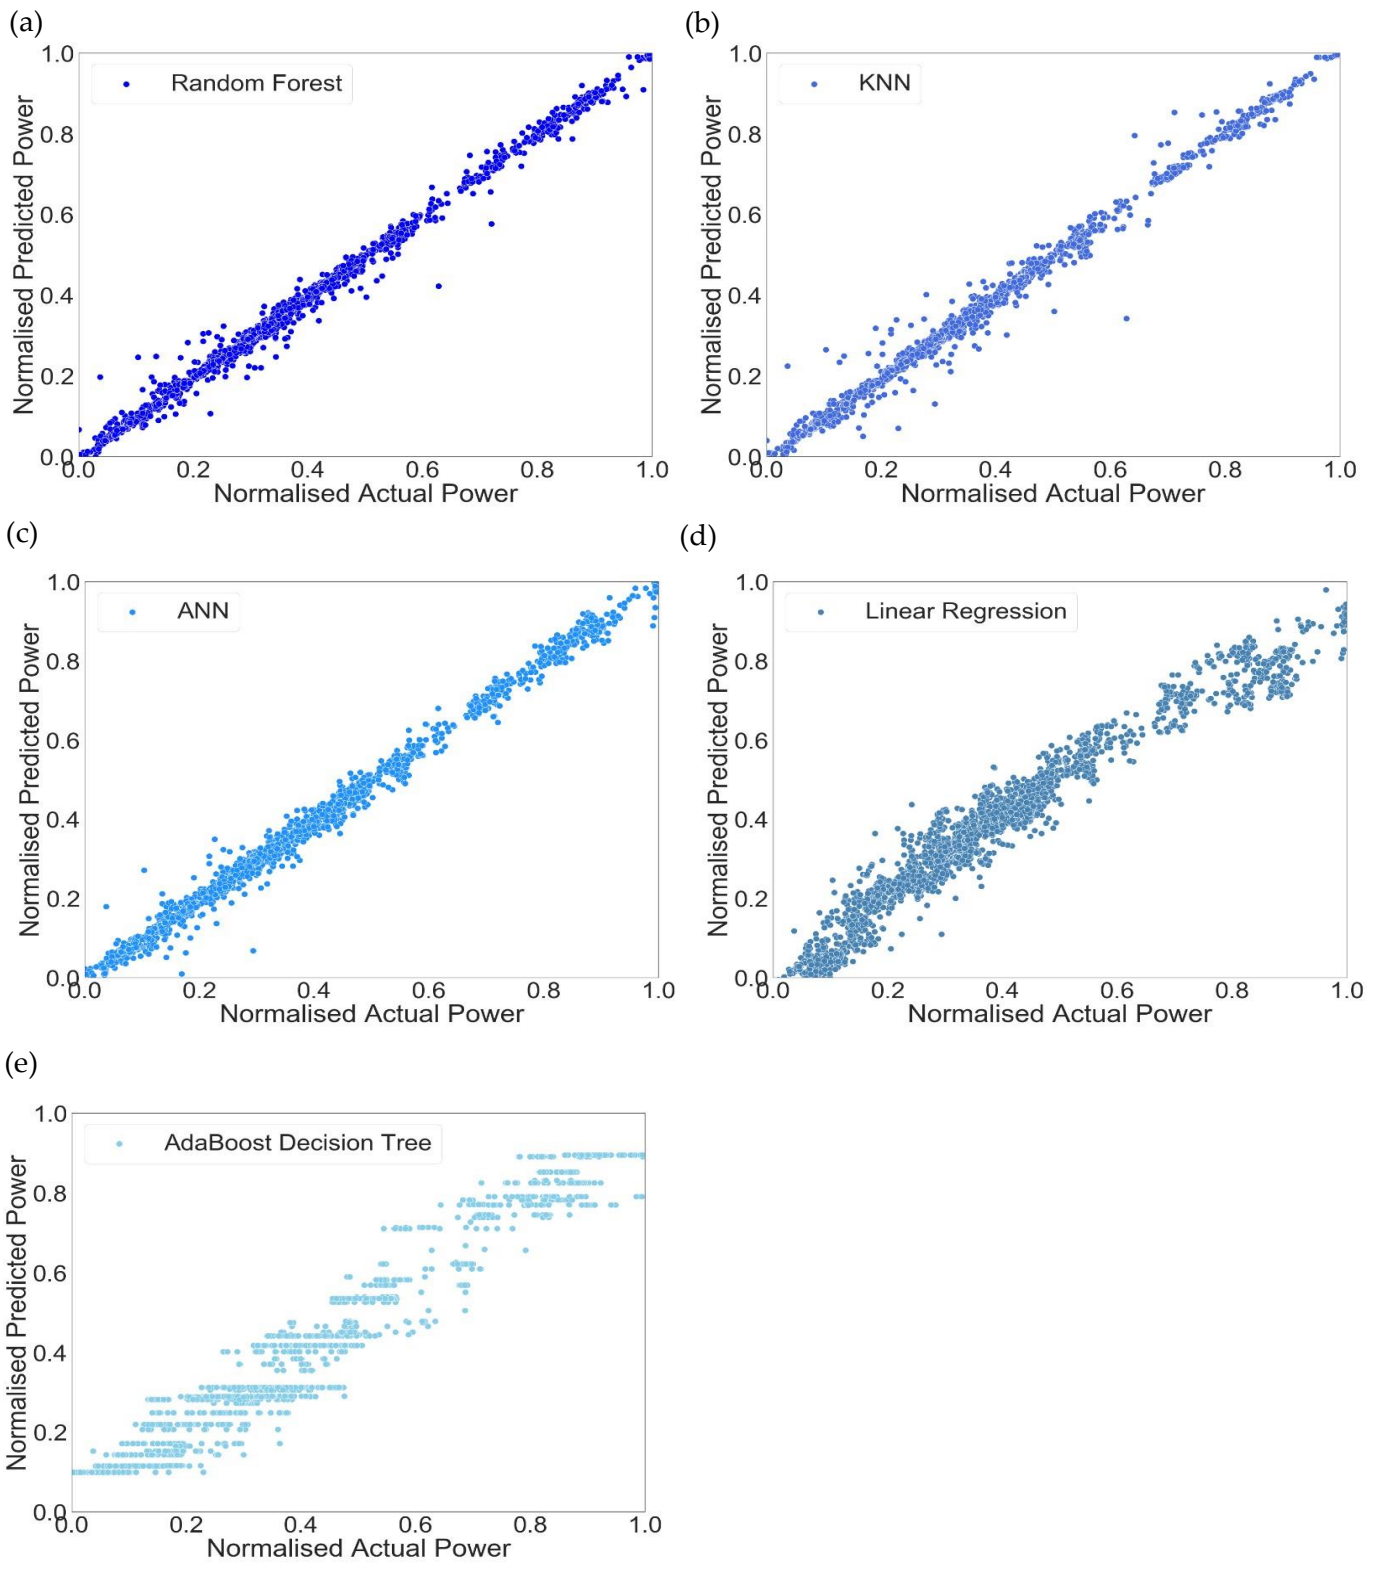 (a)
(b)
Random Forest
KNN
Normalised Predicted Power
1.0
0.8
0.6
0.4
0.2
0.0
0.0 0.2 0.4 0.6 0.8 1.0
Normalised Actual Power
Normalised Predicted Power
1.0
0.8
0.6
0.4
0.2
0.0
0.0 0.2 0.4 0.6 0.8 1.0
Normalised Actual Power
(c)
(d)
ANN
Linear Regression
Normalised Predicted Power
1.0
0.8
0.6
0.4
0.2
0.0
0.0 0.2 0.4 0.6 0.8 1.0
Normalised Actual Power
Normalised Predicted Power
1.0
0.8
0.6
0.4
0.2
0.0
0.0 0.2 0.4 0.6 0.8 1.0
Normalised Actual Power
(e)
AdaBoost Decision Tree
Normalised Predicted Power
1.0
0.8
0.6
0.4
0.2
0.0
0.0 0.2 0.4 0.6 0.8 1.0
Normalised Actual Power